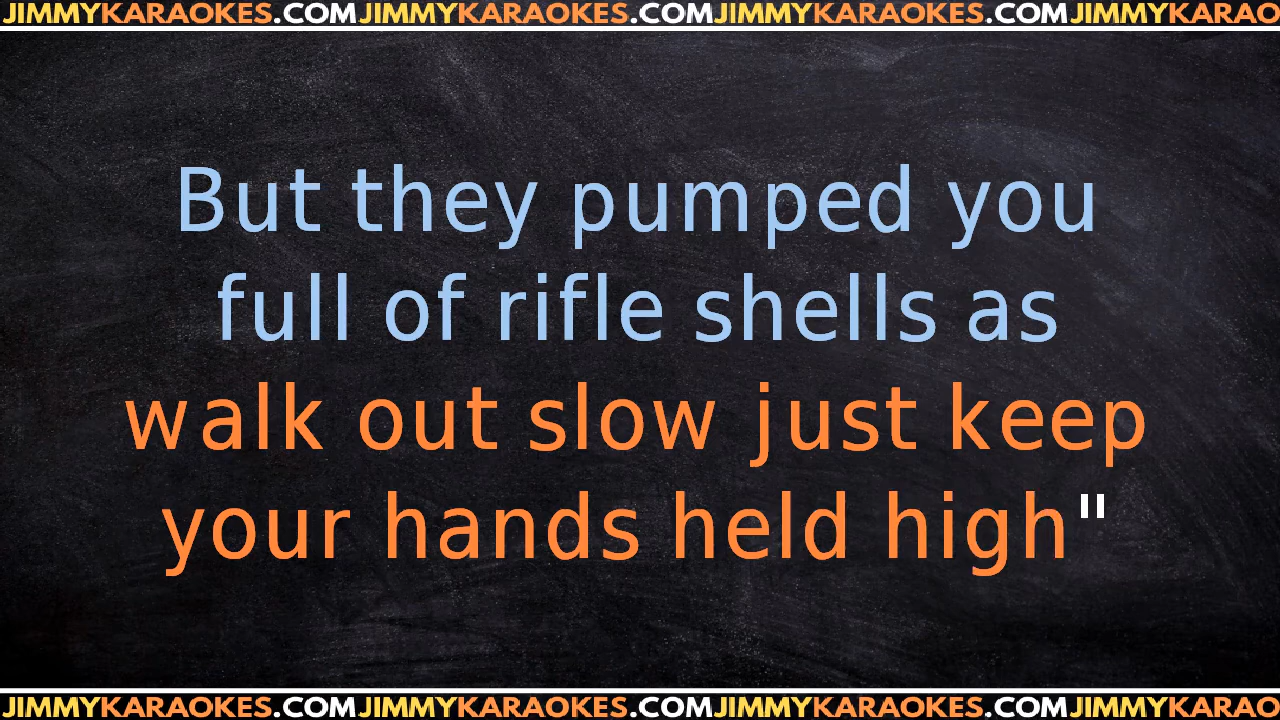 JIMMYKARAOKES.COMJIMMYKARAOKES.COMJIMMYKARAOKES.COMJIMMYKARAO
But they pumped you
full of rifle shells as
walk out slow just keep
your hands held high"
JIMMYKARAOKES.COMJIMMYKARAOKES.COMJIMMYKARAOKES.COMJIMMYKARAO